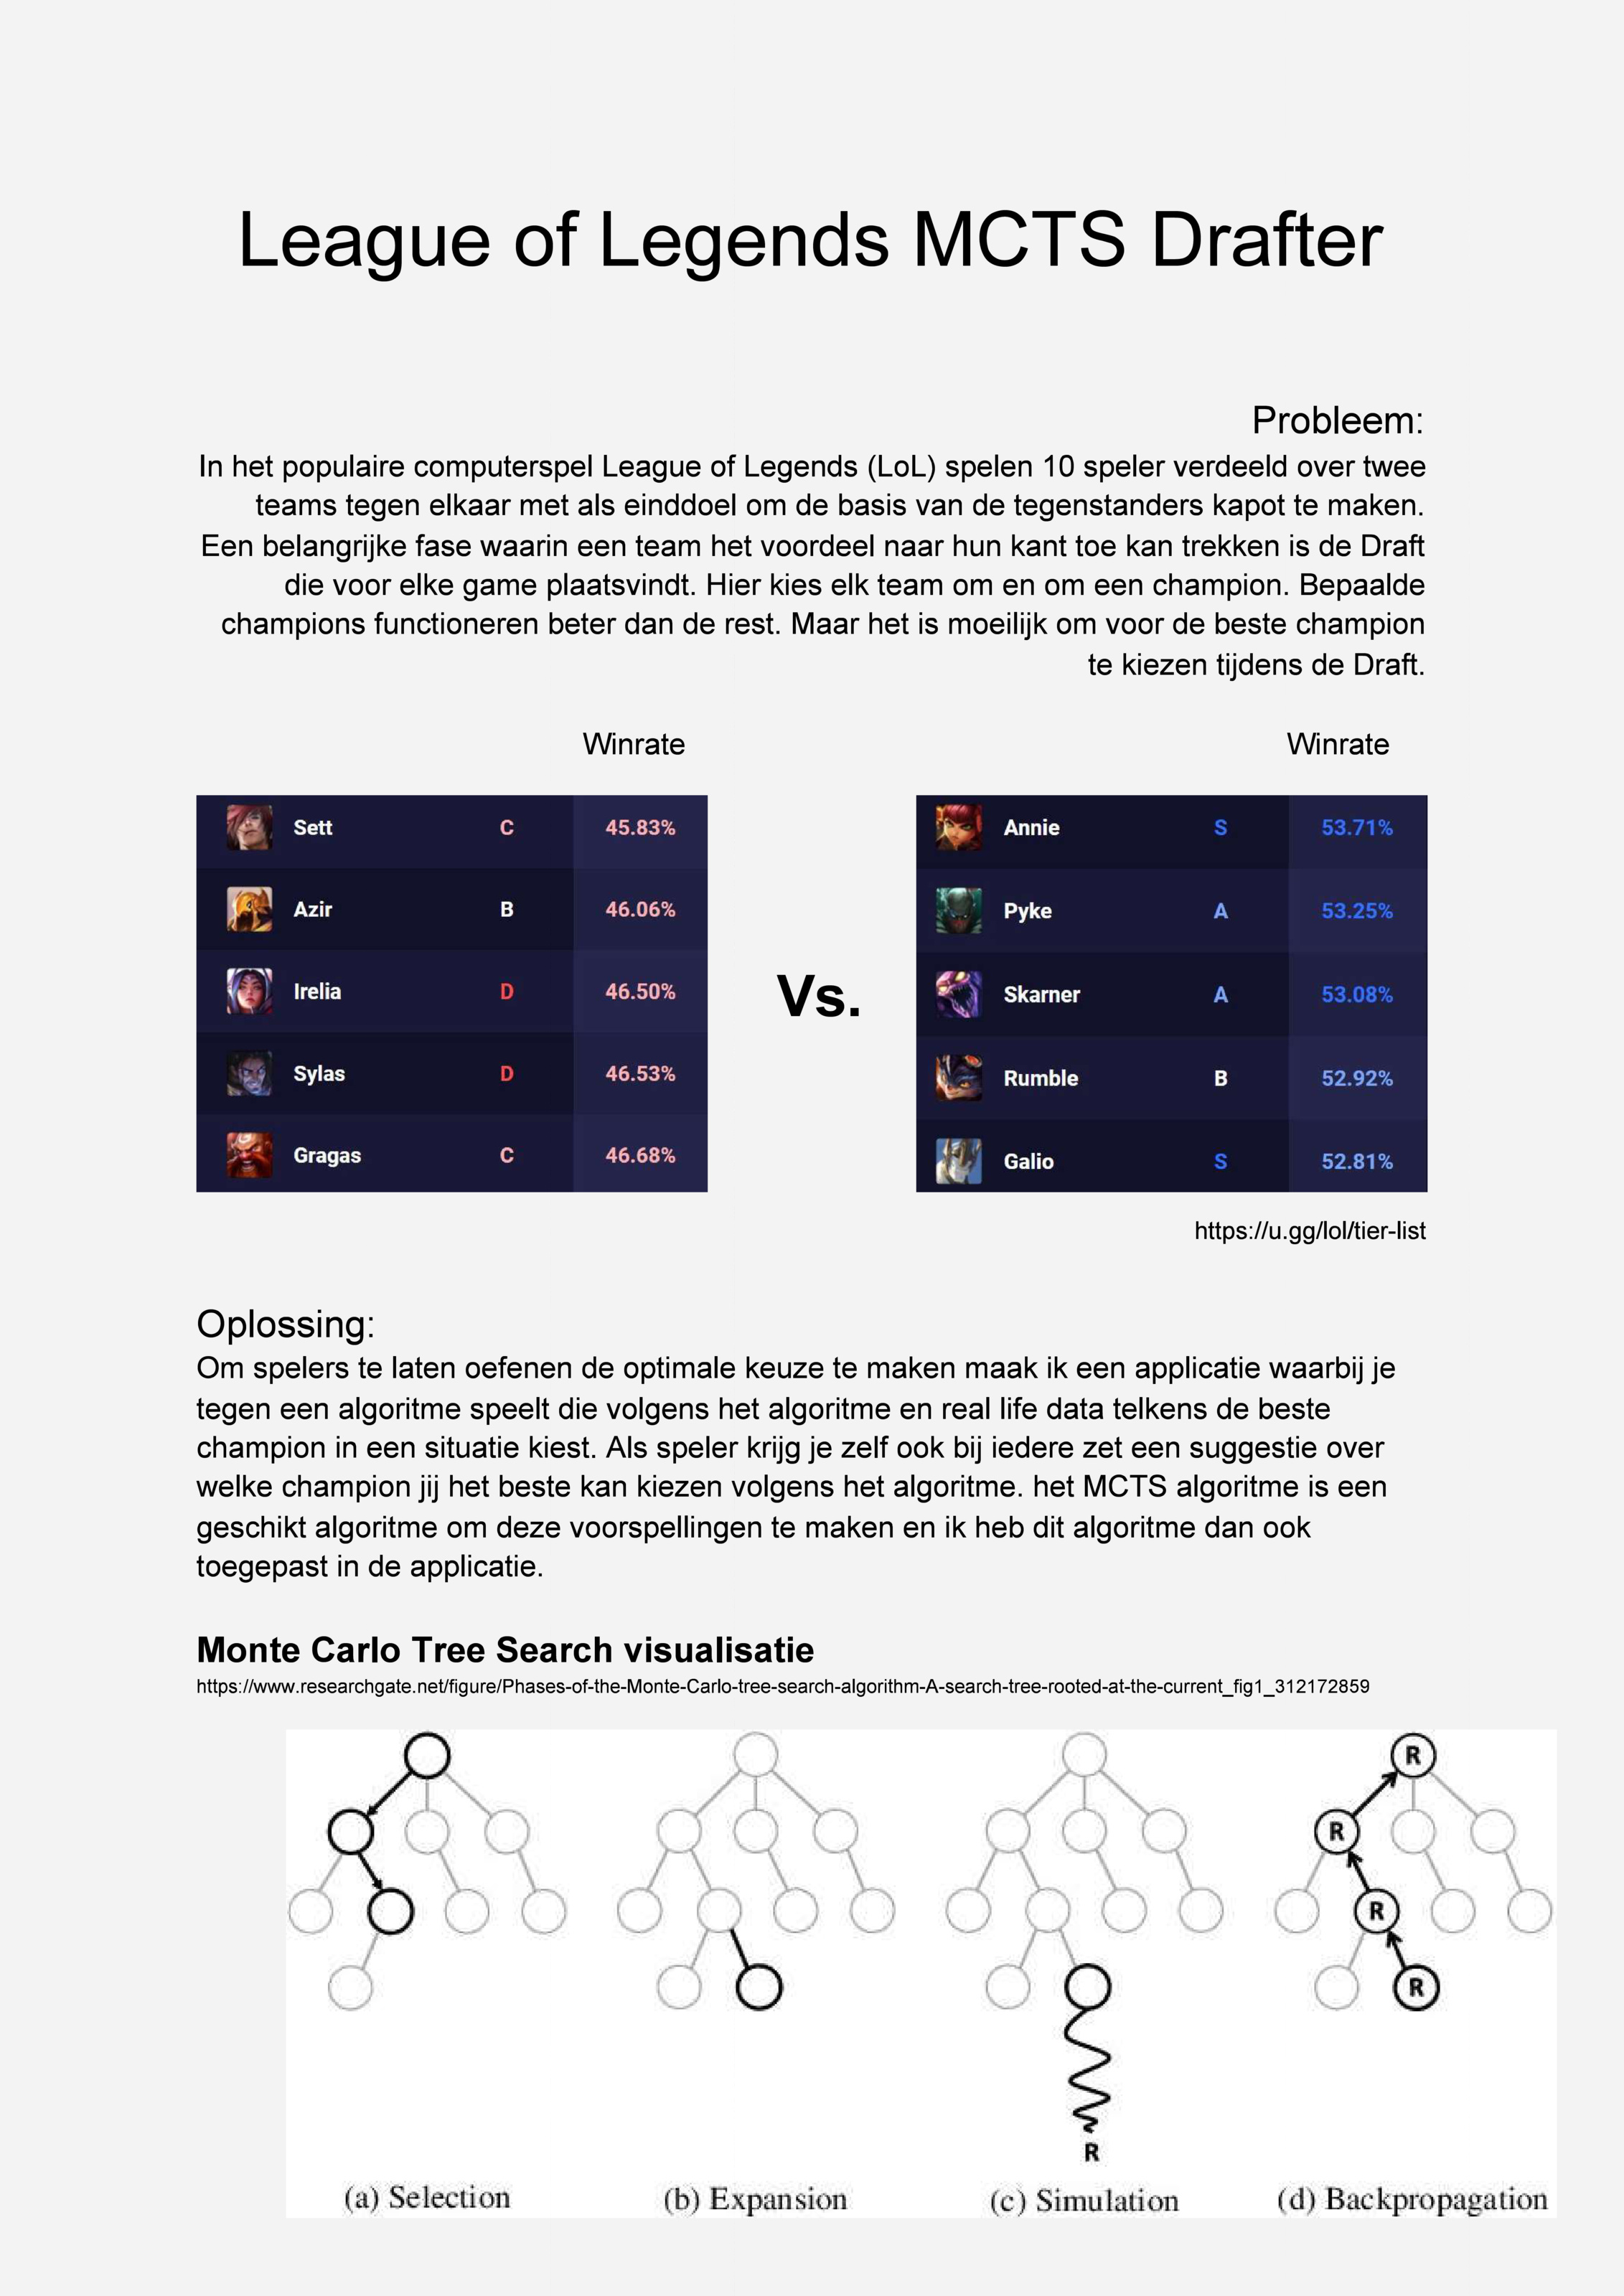 League of Legends MCTS Drafter
Probleem:
In het populaire computerspel League of Legends (LoL) spelen 10 speler verdeeld over twee
teams tegen elkaar met als einddoel om de basis van de tegenstanders kapot te maken.
Een belangrijke fase waarin een team het voordeel naar hun kant toe kan trekken is de Draft
die voor elke game plaatsvindt. Hier kies elk team om en om een champion. Bepaalde
champions functioneren beter dan de rest. Maar het is moeilijk om voor de beste champion
te kiezen tijdens de Draft.
Winrate
Sett C 45.83%
Azir B 46.06%
Irelia D 46.50%
Sylas D 46.53%
Gragas C 46.68%
Vs.
Winrate
Annie S 53.71%
Pyke A 53.25%
Skarner A 53.08%
Rumble B 52.92%
Galio S 52.81%
https://u.gg/lol/tier-list
Oplossing:
Om spelers te laten oefenen de optimale keuze te maken maak ik een applicatie waarbij je
tegen een algoritme speelt die volgens het algoritme en real life data telkens de beste
champion in een situatie kiest. Als speler krijg je zelf ook bij iedere zet een suggestie over
welke champion jij het beste kan kiezen volgens het algoritme. het MCTS algoritme is een
geschikt algoritme om deze voorspellingen te maken en ik heb dit algoritme dan ook
toegepast in de applicatie.
Monte Carlo Tree Search visualisatie
https://www.researchgate.net/figure/Phases-of-the-Monte-Carlo-tree-search-algorithm-A-search-tree-rooted-at-the-current_fig1_312172859
R
R
R
R
R
(a) Selection
(b) Expansion
(c) Simulation
(d) Backpropagation